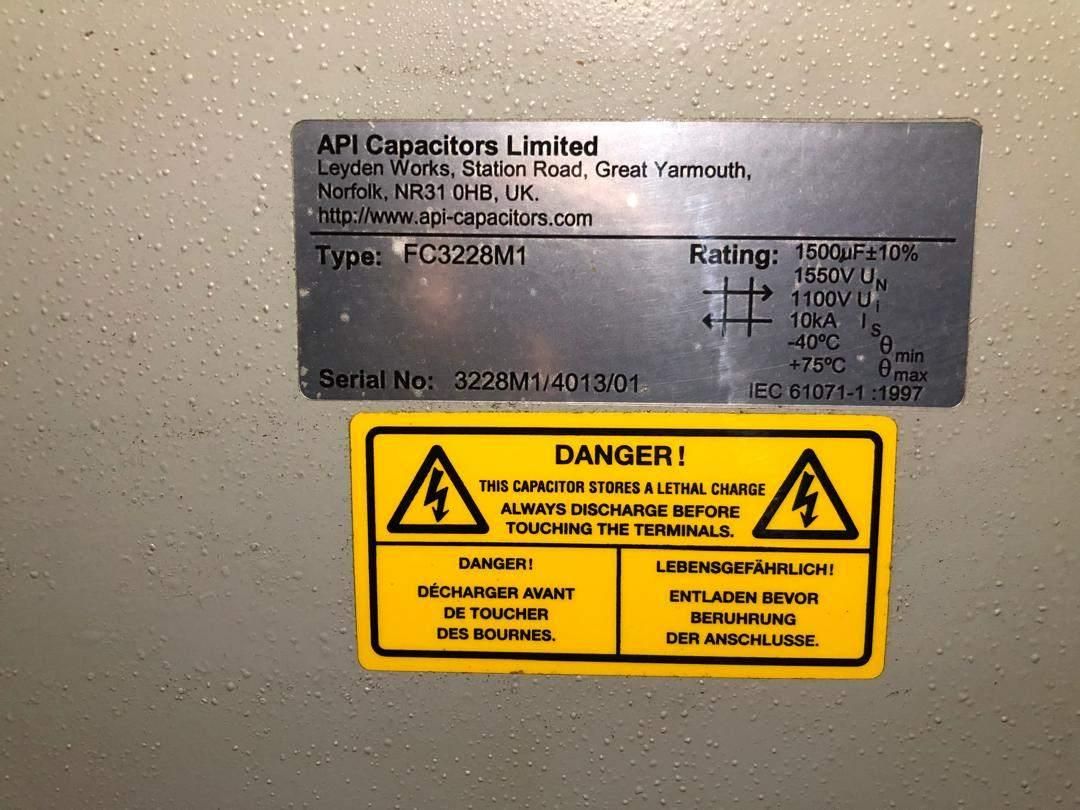 API Capacitors Limited
Leyden Works, Station Road, Great Yarmouth,
Norfolk, NR31 0HB, UK.
http://www.api-capacitors.com
Type: FC3228M1
Rating: 1500µF±10%
1550V UN
1100V Ui
10kA IS
-40ºC θmin
+75ºC θmax
Serial No: 3228M1/4013/01
IEC 61071-1 :1997
DANGER!
THIS CAPACITOR STORES A LETHAL CHARGE
ALWAYS DISCHARGE BEFORE
TOUCHING THE TERMINALS.
DANGER!
DÉCHARGER AVANT
DE TOUCHER
DES BOURNES.
LEBENSGEFÄHRLICH!
ENTLADEN BEVOR
BERUHRUNG
DER ANSCHLUSSE.